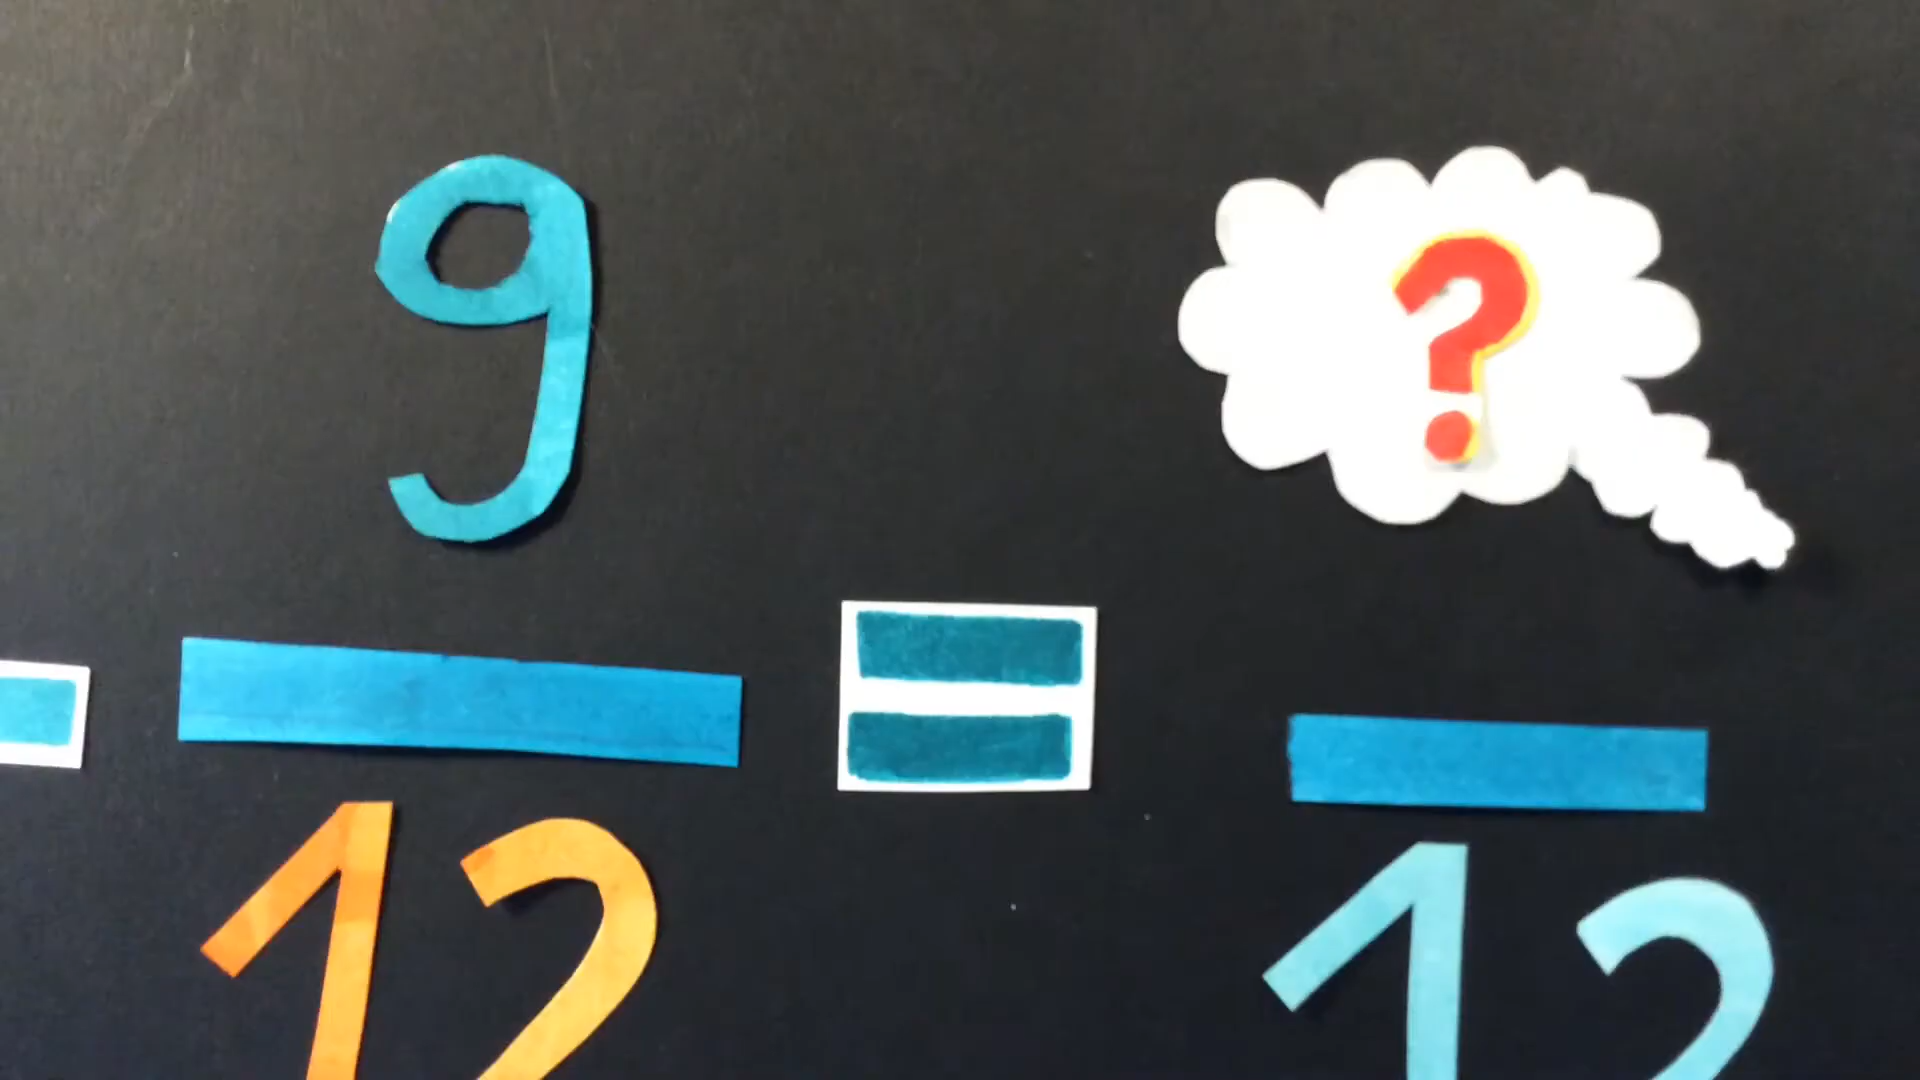 9 ?
- — = —
12 12